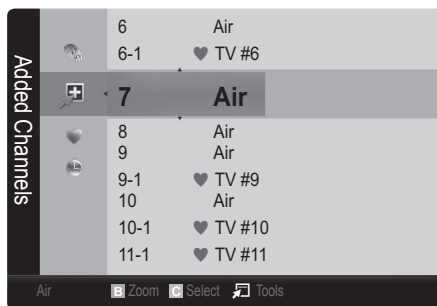 Added Channels
6 Air
6-1 ♥ TV #6
7 Air
8 Air
9 Air
9-1 ♥ TV #9
10 Air
10-1 ♥ TV #10
11-1 ♥ TV #11
Air B Zoom C Select Tools